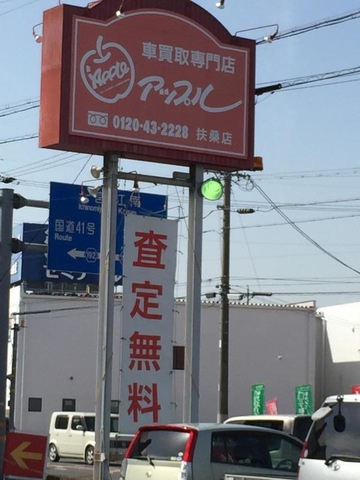 車買取専門店
Apple
アップル
0120-43-2228 扶桑店
国道41号
Route
査定無料